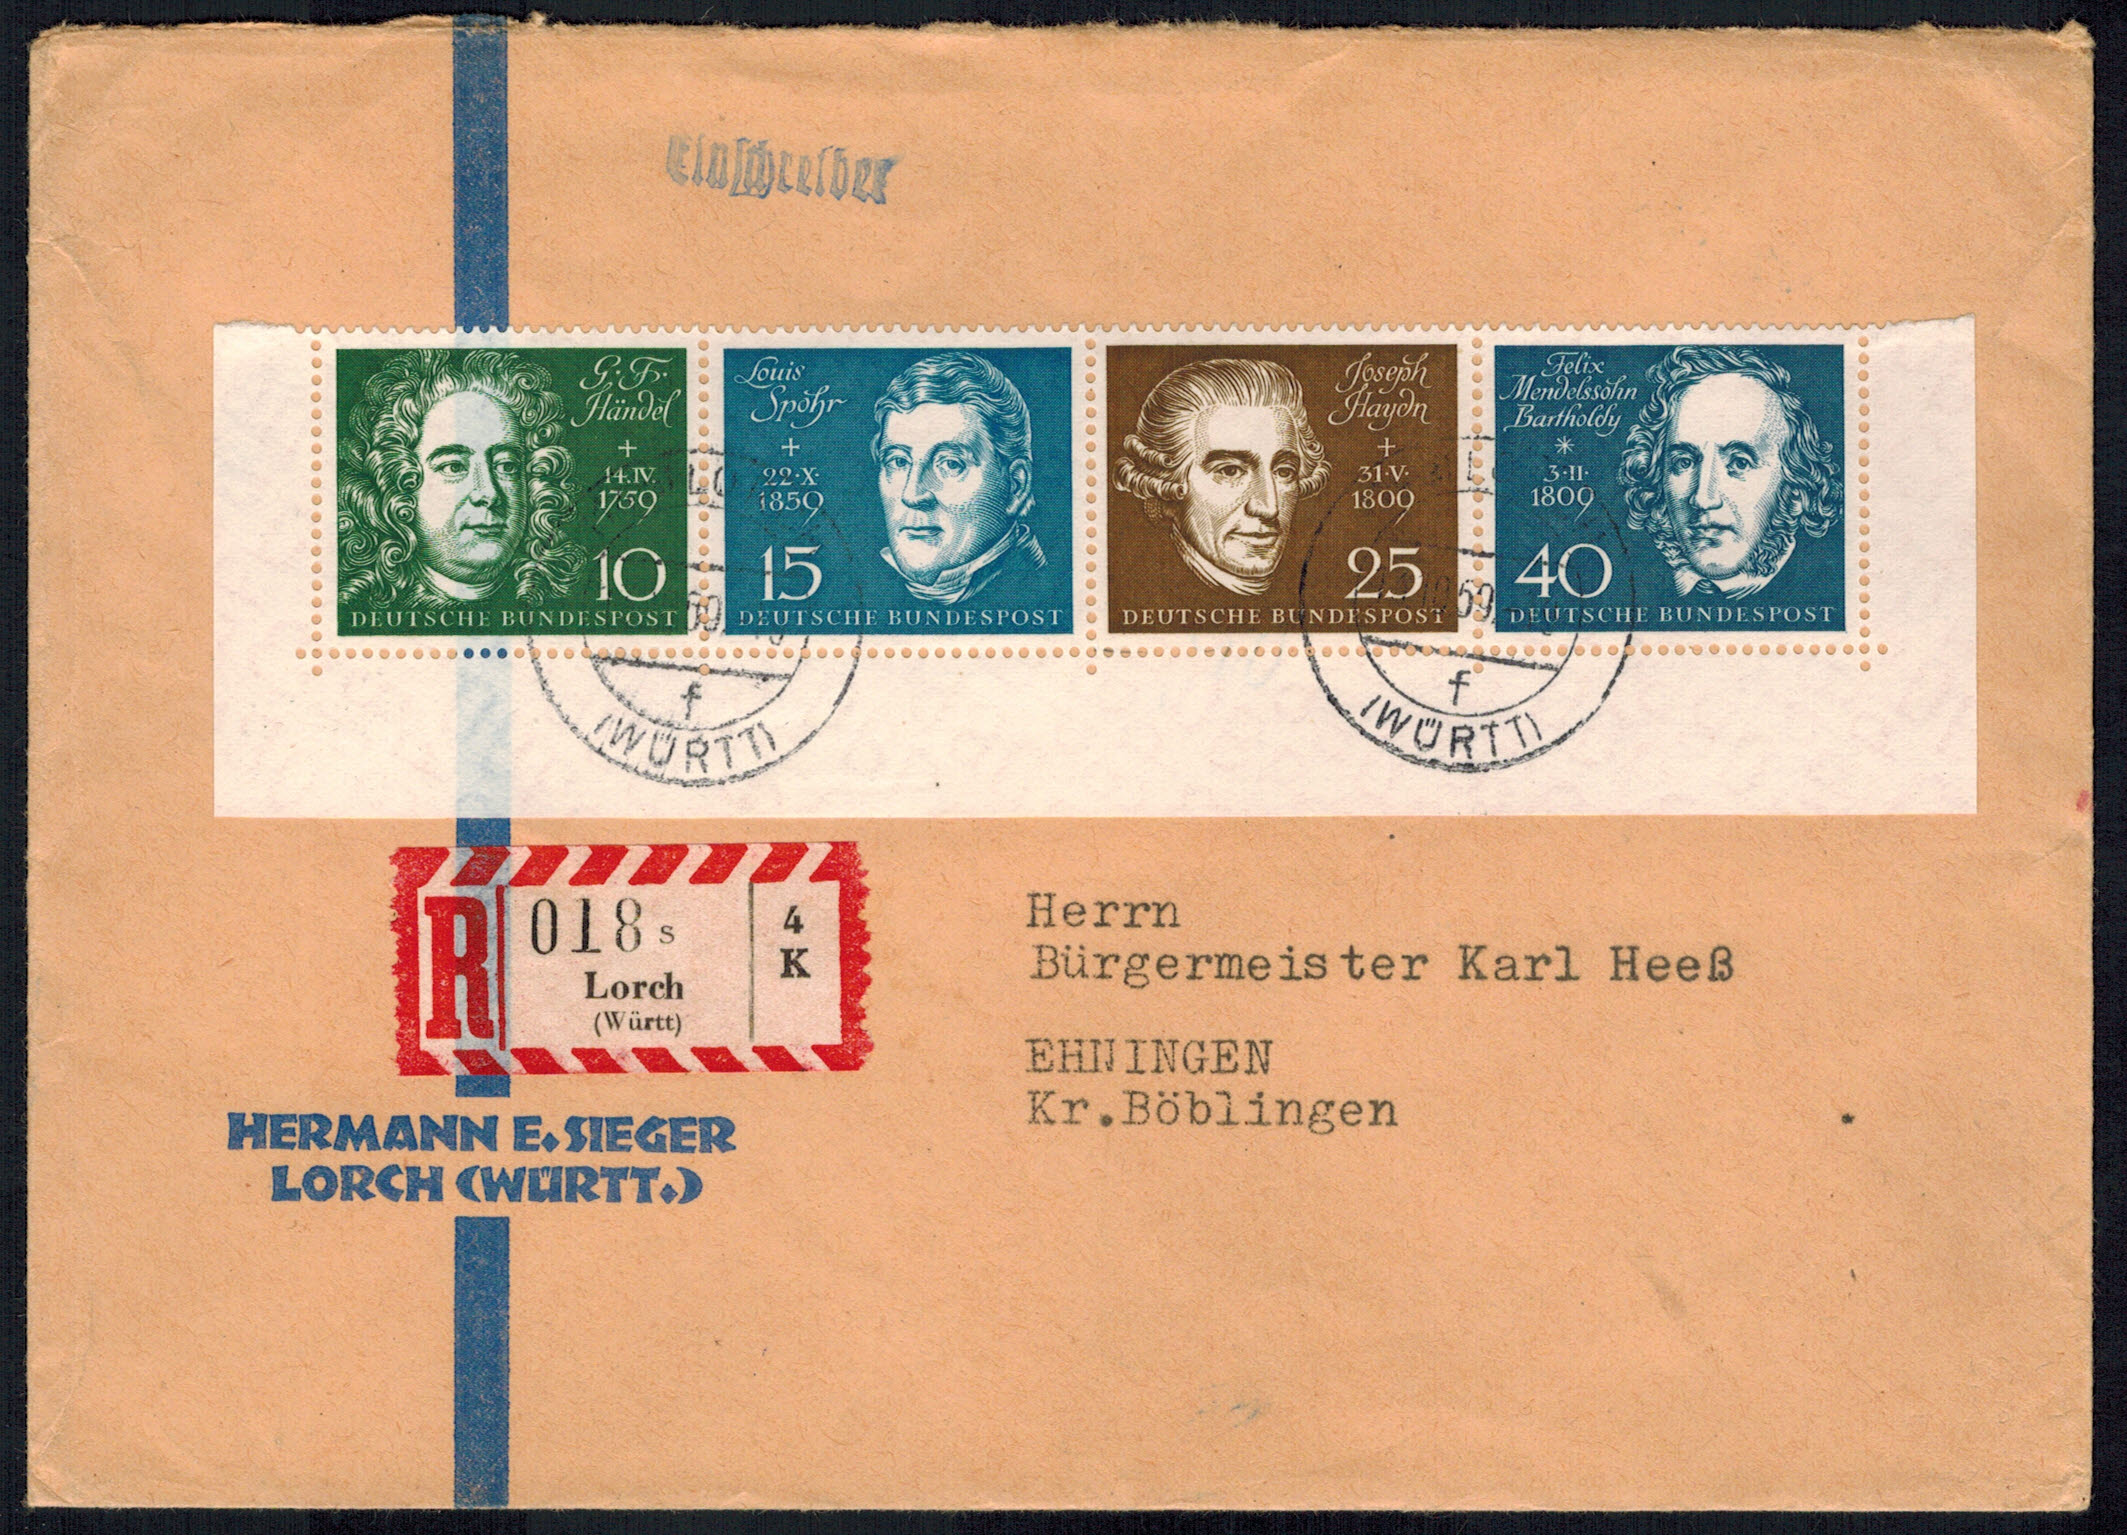 Einschreiben
G. F.
Händel
+
14.IV.
1759
10
DEUTSCHE BUNDESPOST
Louis
Spohr
+
22.X.
1859
15
DEUTSCHE BUNDESPOST
Joseph
Haydn
+
31.V.
1809
25
DEUTSCHE BUNDESPOST
Felix
Mendelssohn
Bartholdy
*
3.II.
1809
40
DEUTSCHE BUNDESPOST
f
(WÜRTT)
59
f
(WÜRTT)
R 018 s
Lorch
(Württ)
4
K
Herrn
Bürgermeister Karl Heeß
EHNINGEN
Kr.Böblingen
HERMANN E. SIEGER
LORCH (WÜRTT.)